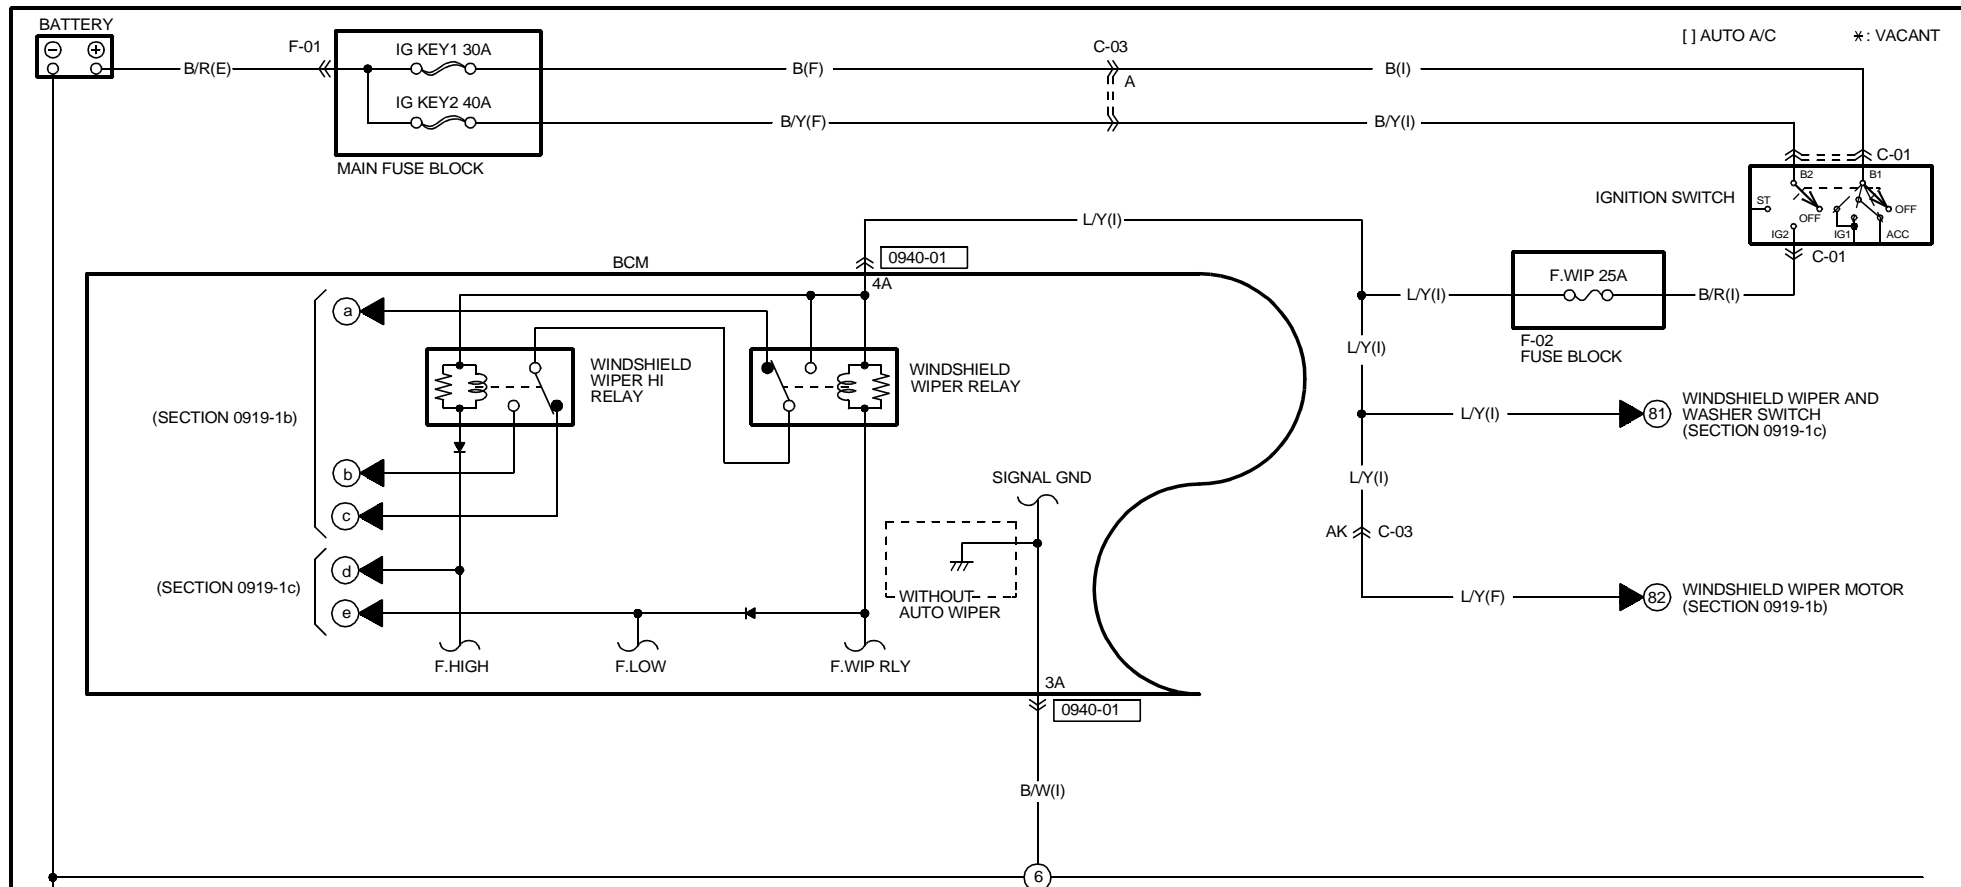 BATTERY
[ ] AUTO A/C
*: VACANT
F-01
IG KEY1 30A
C-03
B/R(E)
B(F)
B(I)
A
IG KEY2 40A
B/Y(F)
B/Y(I)
MAIN FUSE BLOCK
C-01
IGNITION SWITCH
B2
B1
ST
OFF
OFF
IG2
IG1
ACC
C-01
L/Y(I)
0940-01
BCM
4A
F.WIP 25A
L/Y(I)
B/R(I)
F-02
FUSE BLOCK
a
WINDSHIELD
WIPER HI
RELAY
WINDSHIELD
WIPER RELAY
L/Y(I)
(SECTION 0919-1b)
L/Y(I)
81
WINDSHIELD WIPER AND
WASHER SWITCH
(SECTION 0919-1c)
b
SIGNAL GND
L/Y(I)
c
AK
C-03
d
(SECTION 0919-1c)
e
WITHOUT
AUTO WIPER
L/Y(F)
82
WINDSHIELD WIPER MOTOR
(SECTION 0919-1b)
F.HIGH
F.LOW
F.WIP RLY
3A
0940-01
B/W(I)
6